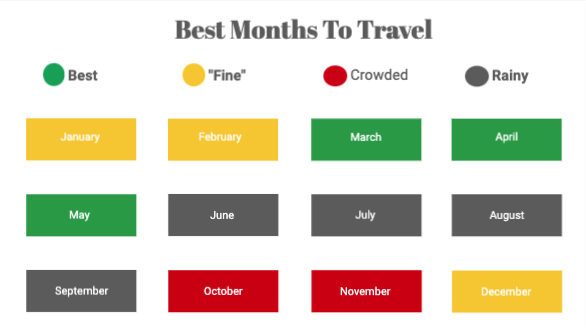 Best Months To Travel
Best "Fine" Crowded Rainy
January February March April
May June July August
September October November December